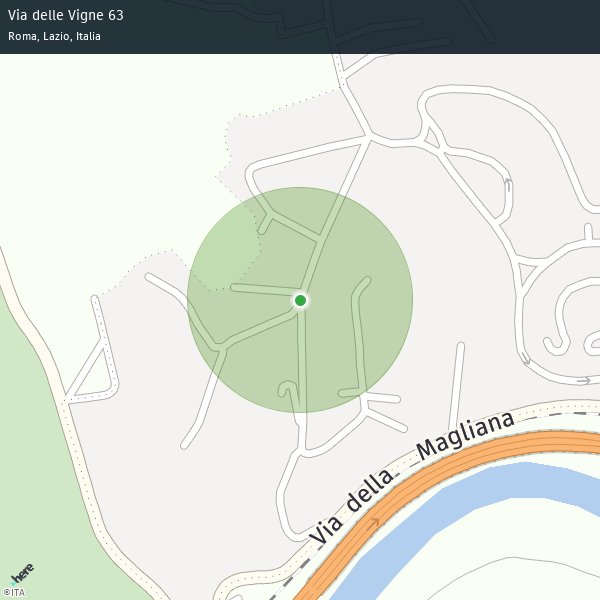 Via delle Vigne 63
Roma, Lazio, Italia
Via della Magliana
here
©ITA